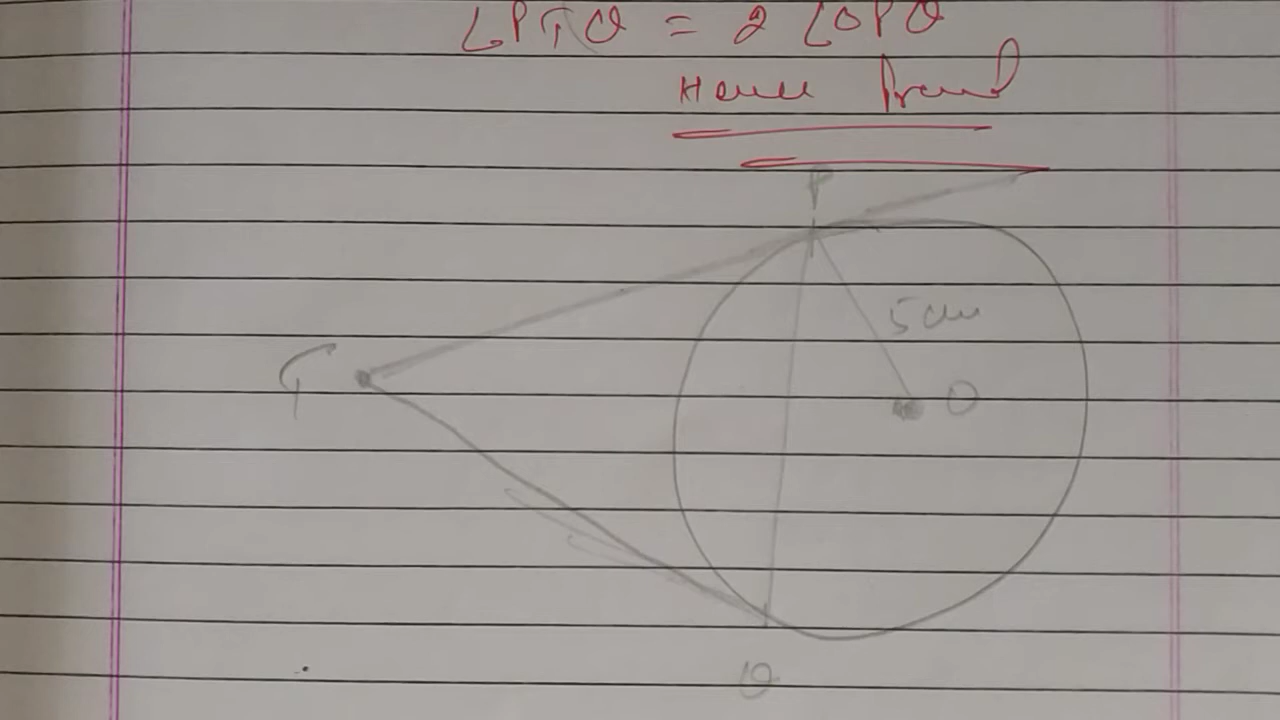 ∠PTQ = 2 ∠OPQ
Hence Proved
P
5cm
T
O
Q